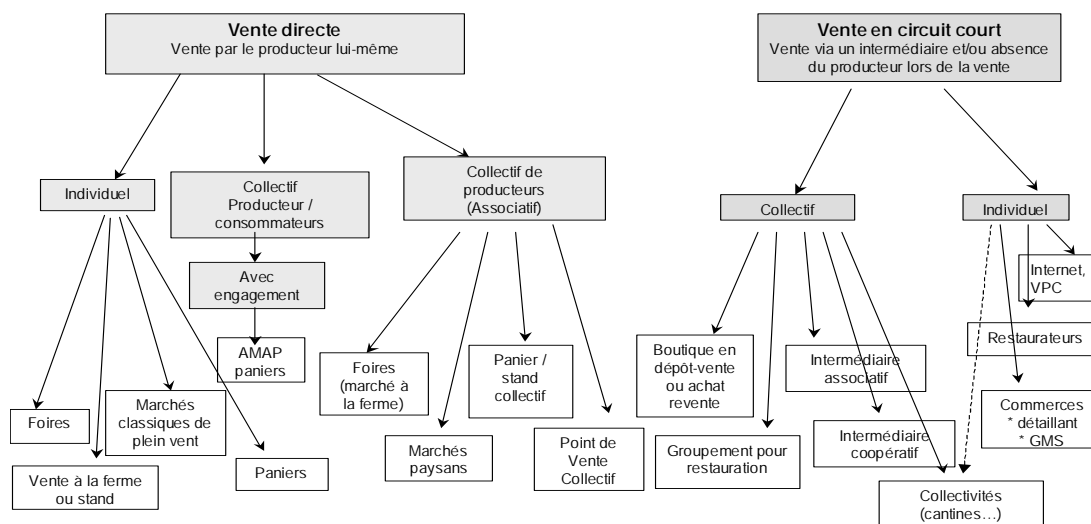 Vente directe
Vente par le producteur lui-même
Vente en circuit court
Vente via un intermédiaire et/ou absence
du producteur lors de la vente
Individuel
Collectif
Producteur /
consommateurs
Collectif de
producteurs
(Associatif)
Collectif
Individuel
Avec
engagement
AMAP
paniers
Internet,
VPC
Restaurateurs
Foires
Vente à la ferme
ou stand
Marchés
classiques de
plein vent
Paniers
Foires
(marché à
la ferme)
Marchés
paysans
Panier /
stand
collectif
Point de
Vente
Collectif
Boutique en
dépôt-vente
ou achat
revente
Groupement pour
restauration
Intermédiaire
associatif
Intermédiaire
coopératif
Commerces
* détaillant
* GMS
Collectivités
(cantines…)